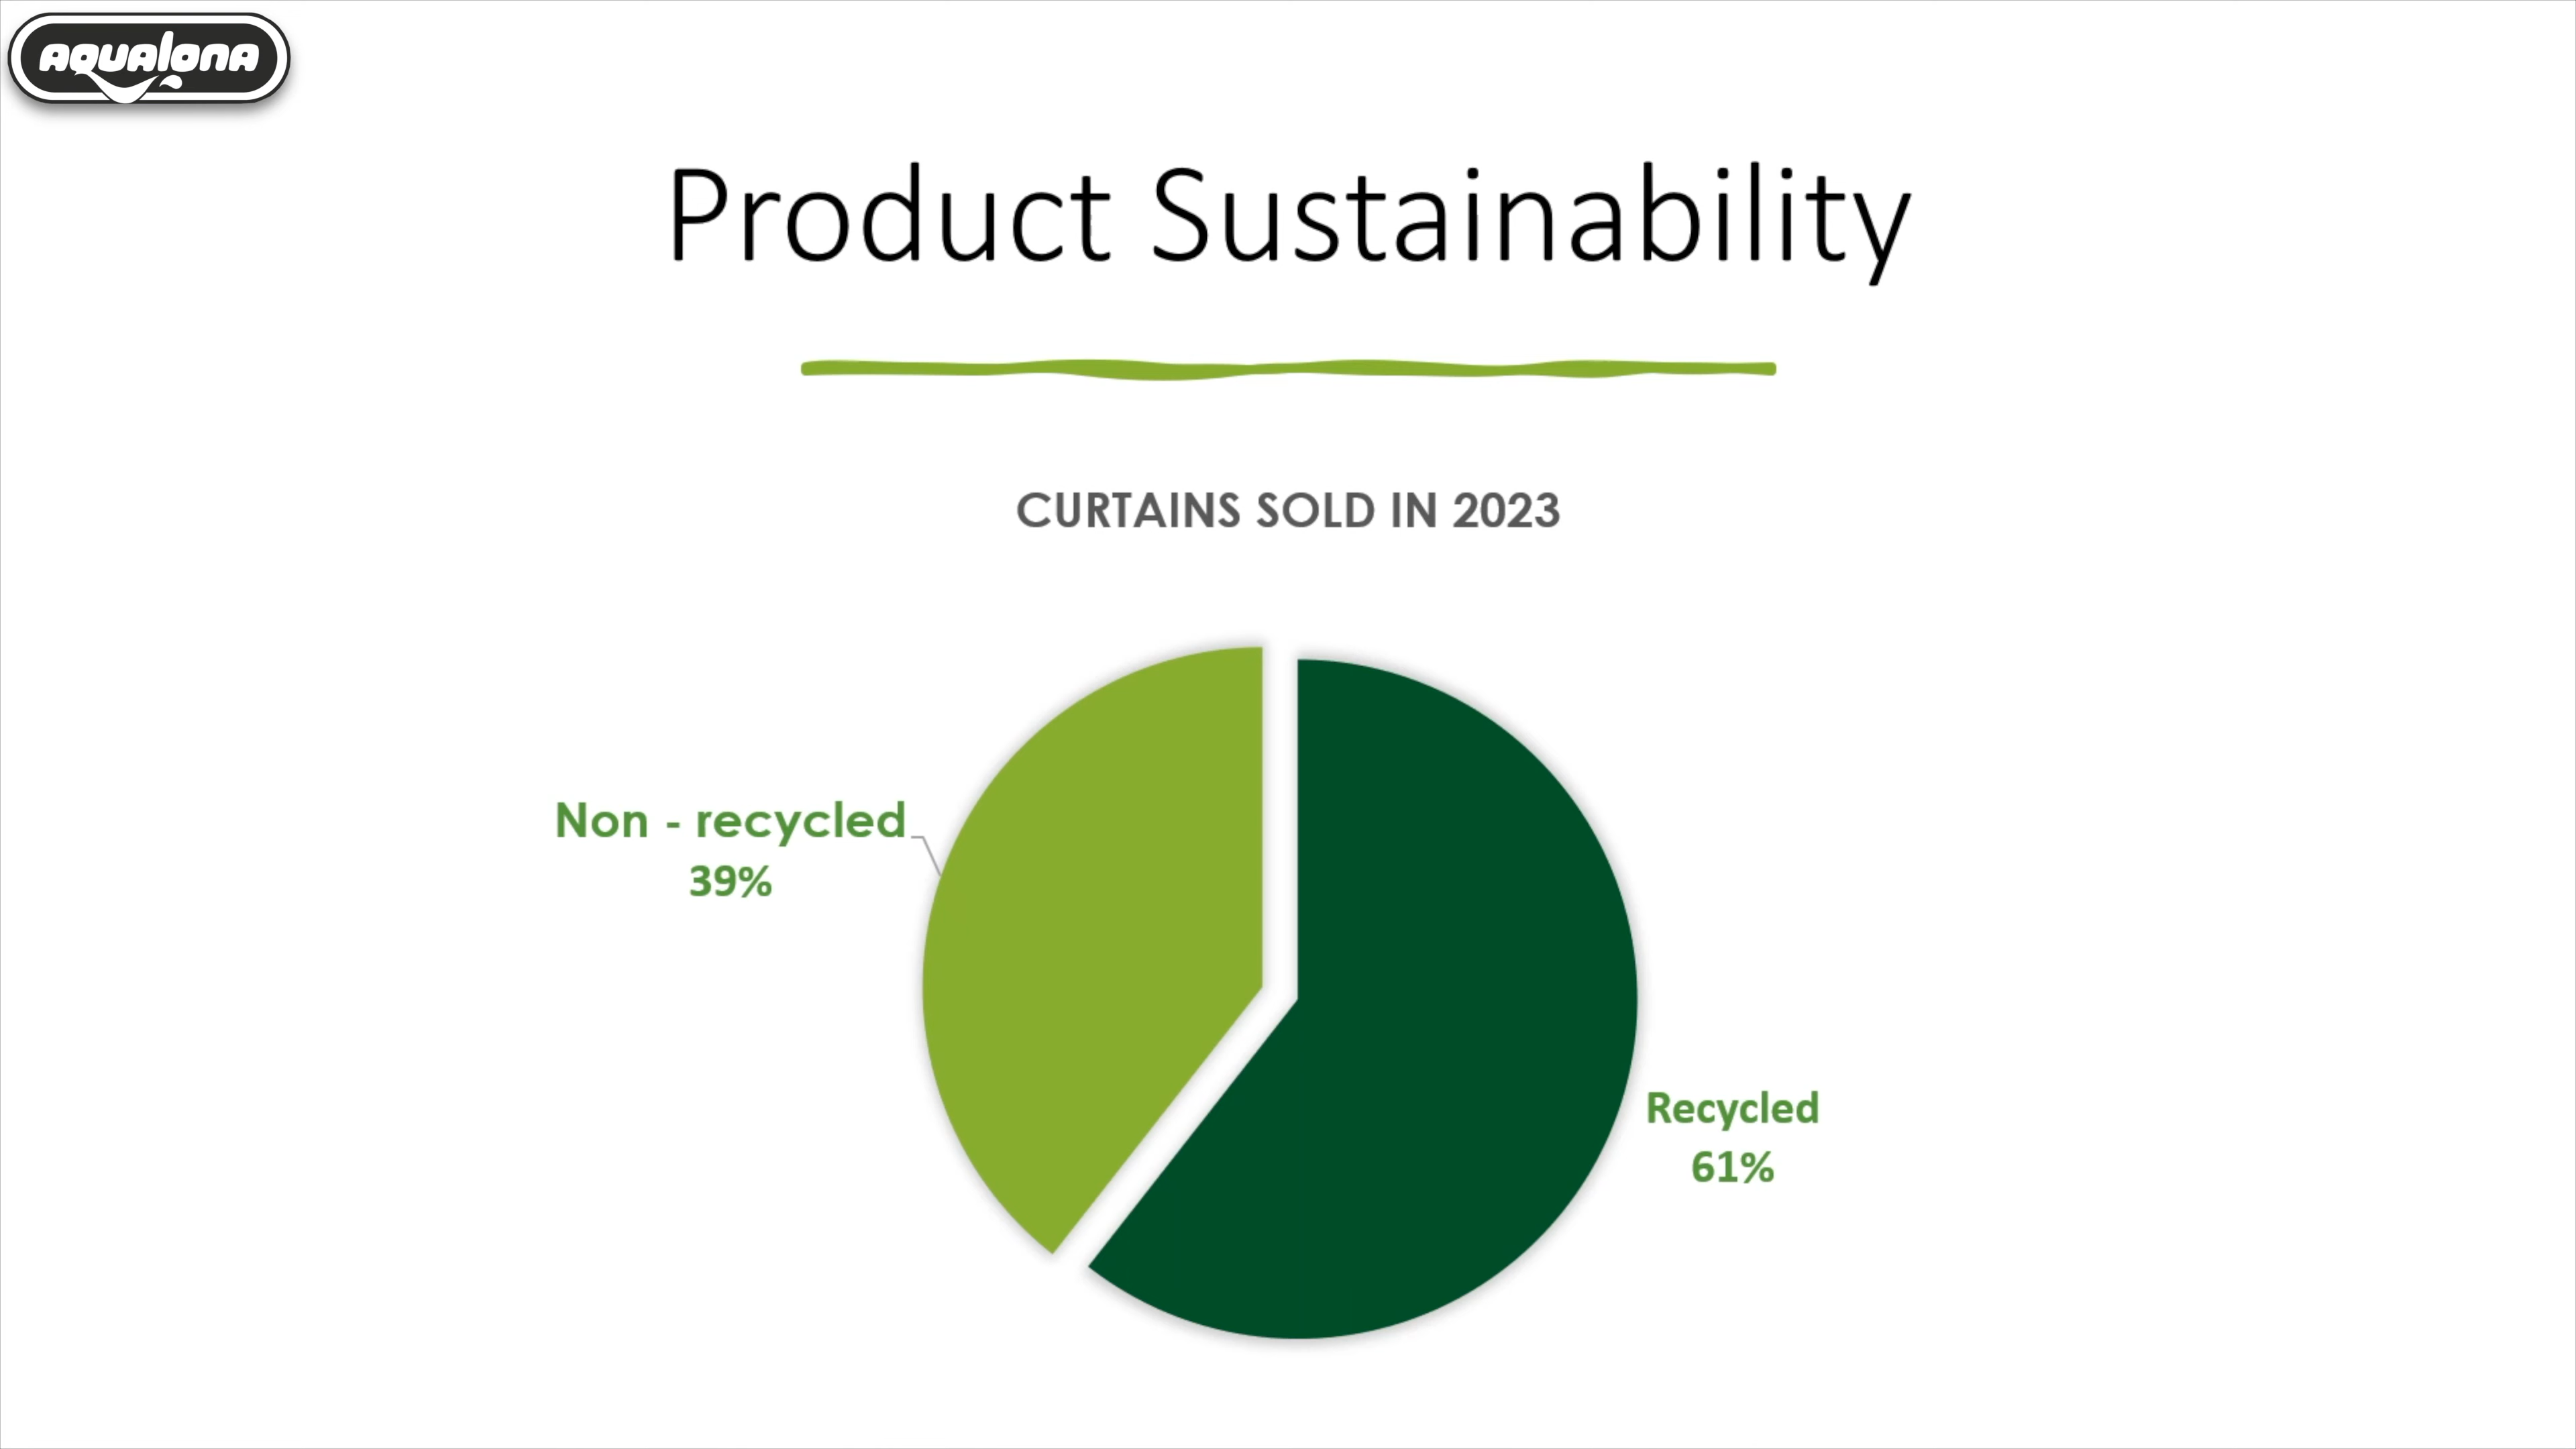 aqualona
Product Sustainability
CURTAINS SOLD IN 2023
Non - recycled
39%
Recycled
61%